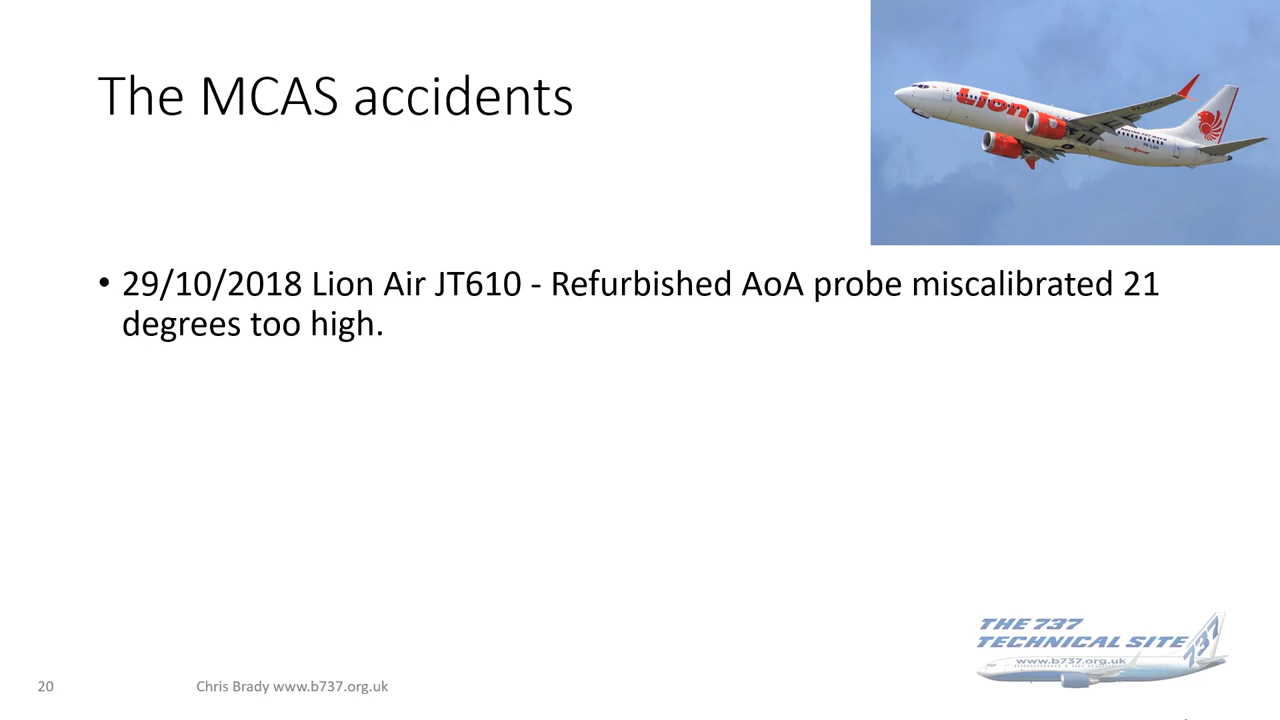 The MCAS accidents
Lion
• 29/10/2018 Lion Air JT610 - Refurbished AoA probe miscalibrated 21
degrees too high.
THE 737
TECHNICAL SITE
737
www.b737.org.uk
20
Chris Brady www.b737.org.uk